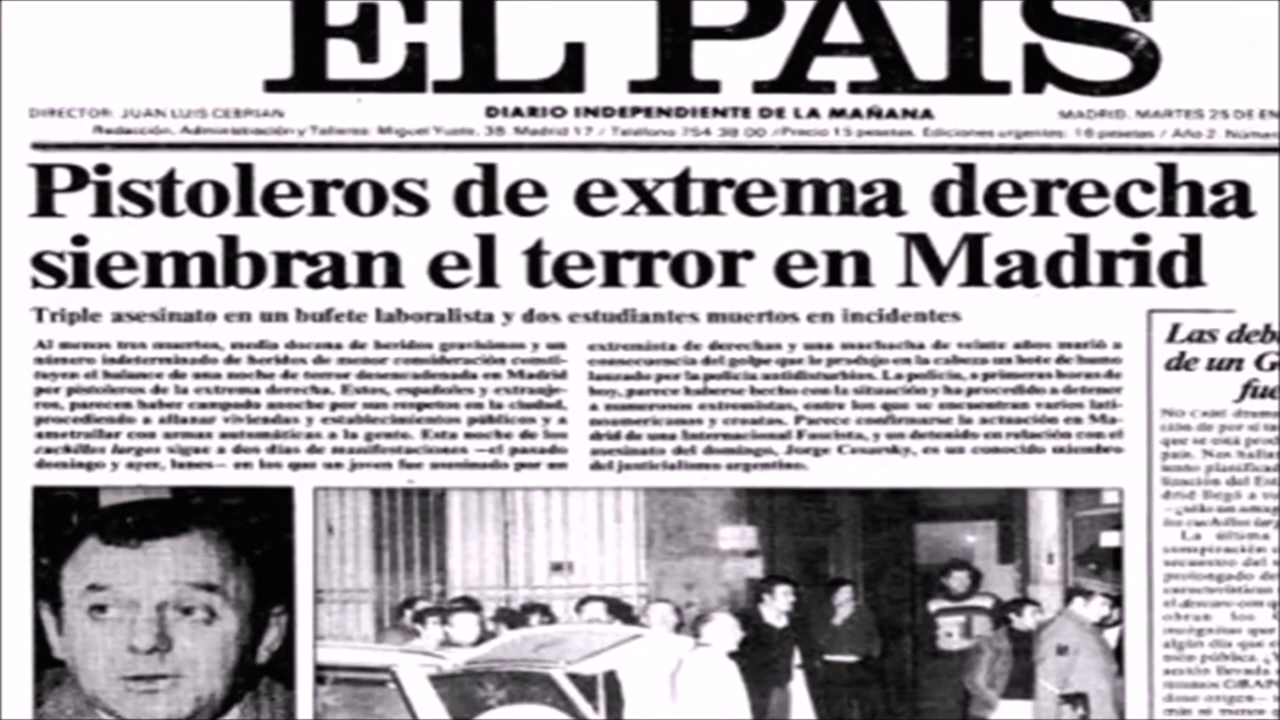 EL PAIS
DIRECTOR: JUAN LUIS CEBRIAN
DIARIO INDEPENDIENTE DE LA MAÑANA
MADRID, MARTES 25 DE EN
Redacción, Administración y Talleres: Miguel Yuste, 38. Madrid 17 / Teléfono 754 38 00 / Precio 15 pesetas. Ediciones urgentes: 16 pesetas / Año 2. Núme
Pistoleros de extrema derecha
siembran el terror en Madrid
Triple asesinato en un bufete laboralista y dos estudiantes muertos en incidentes
Al menos tres muertos, media docena de heridos gravísimos y un
número indeterminado de heridos de menor consideración consti-
tuyen el balance de una noche de terror desencadenada en Madrid
por pistoleros de la extrema derecha. Estos, españoles y extranje-
ros, parecen haber campado anoche por sus respetos en la ciudad,
procediendo a allanar viviendas y establecimientos públicos y a
ametrallar con armas automáticas a la gente. Esta noche de los
cuchillos largos sigue a dos días de manifestaciones —el pasado
domingo y ayer, lunes— en los que un joven fue asesinado por un
extremista de derechas y una muchacha de veinte años murió a
consecuencia del golpe que le produjo en la cabeza un bote de humo
lanzado por la policía antidisturbios. La policía, a primeras horas de
hoy, parece haberse hecho con la situación y ha procedido a detener
a numerosos extremistas, entre los que se encuentran varios lati-
noamericanos y croatas. Parece confirmarse la actuación en Ma-
drid de una Internacional Fascista, y un detenido en relación con el
asesinato del domingo, Jorge Cesarsky, es un conocido miembro
del justicialismo argentino.
Las deb
de un G
fue